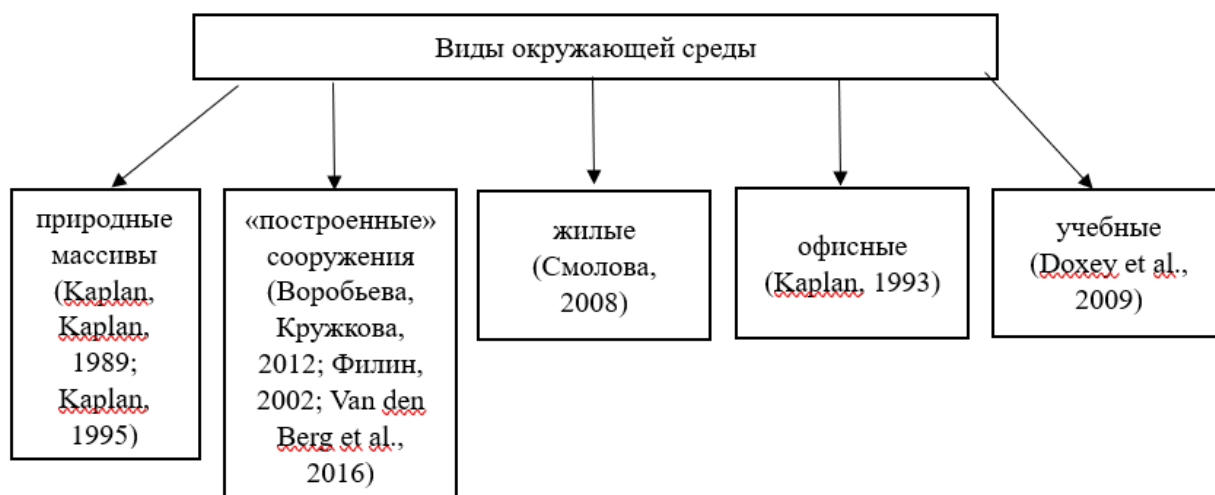 Виды окружающей среды
природные
массивы
(Kaplan,
Kaplan,
1989;
Kaplan,
1995)
«построенные»
сооружения
(Воробьева,
Кружкова,
2012; Филин,
2002; Van den
Berg et al.,
2016)
жилые
(Смолова,
2008)
офисные
(Kaplan, 1993)
учебные
(Doxey et al.,
2009)